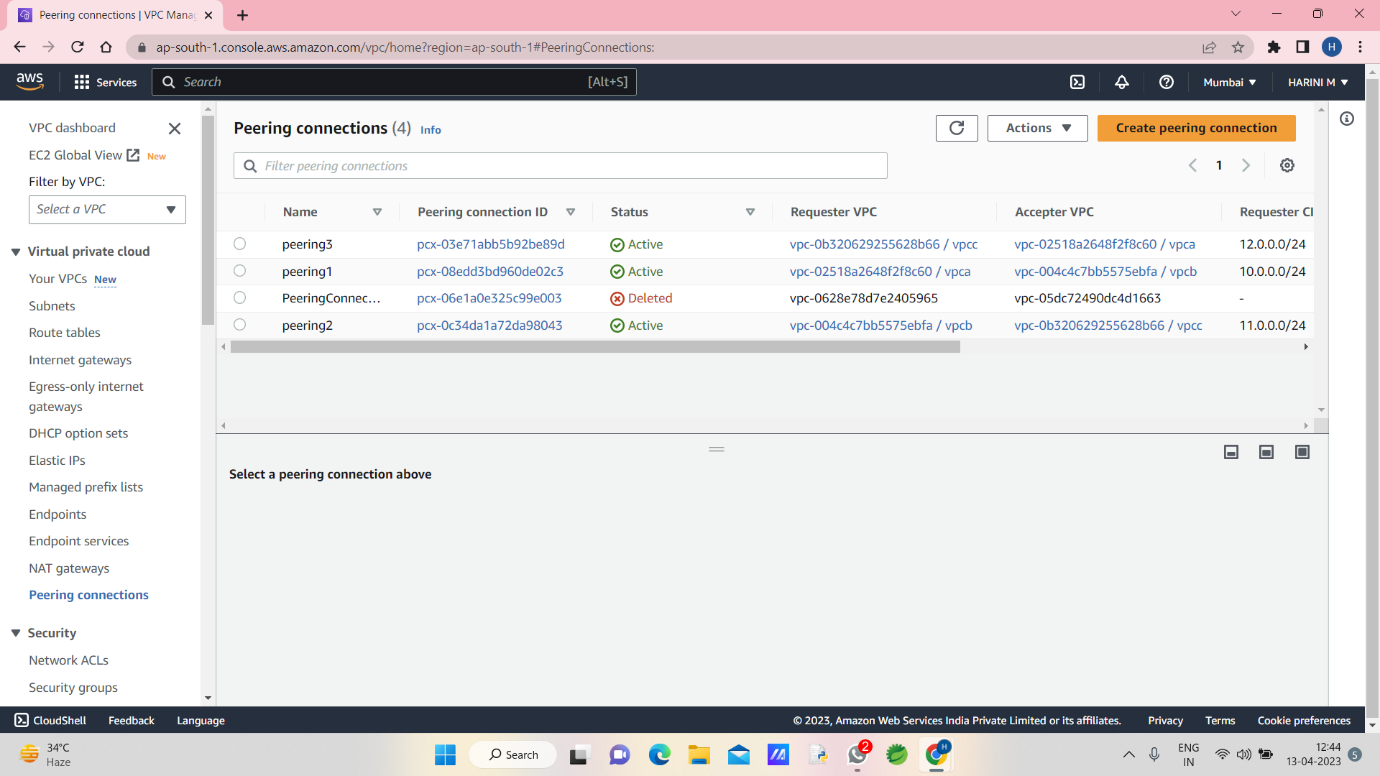 Peering connections | VPC Mana
ap-south-1.console.aws.amazon.com/vpc/home?region=ap-south-1#PeeringConnections:
H
aws
Services
Search
[Alt+S]
Mumbai
HARINI M
VPC dashboard
EC2 Global View
New
Filter by VPC:
Select a VPC
Virtual private cloud
Your VPCs New
Subnets
Route tables
Internet gateways
Egress-only internet
gateways
DHCP option sets
Elastic IPs
Managed prefix lists
Endpoints
Endpoint services
NAT gateways
Peering connections
Security
Network ACLs
Security groups
Peering connections (4) Info
Actions
Create peering connection
Filter peering connections
1
Name Peering connection ID Status Requester VPC Accepter VPC Requester CI
peering3 pcx-03e71abb5b92be89d Active vpc-0b320629255628b66 / vpcc vpc-02518a2648f2f8c60 / vpca 12.0.0.0/24
peering1 pcx-08edd3bd960de02c3 Active vpc-02518a2648f2f8c60 / vpca vpc-004c4c7bb5575ebfa / vpcb 10.0.0.0/24
PeeringConnec... pcx-06e1a0e325c99e003 Deleted vpc-0628e78d7e2405965 vpc-05dc72490dc4d1663 -
peering2 pcx-0c34da1a72da98043 Active vpc-004c4c7bb5575ebfa / vpcb vpc-0b320629255628b66 / vpcc 11.0.0.0/24
Select a peering connection above
CloudShell Feedback Language © 2023, Amazon Web Services India Private Limited or its affiliates. Privacy Terms Cookie preferences
34°C
Haze
Search
2
H
ENG
IN
12:44
13-04-2023
5